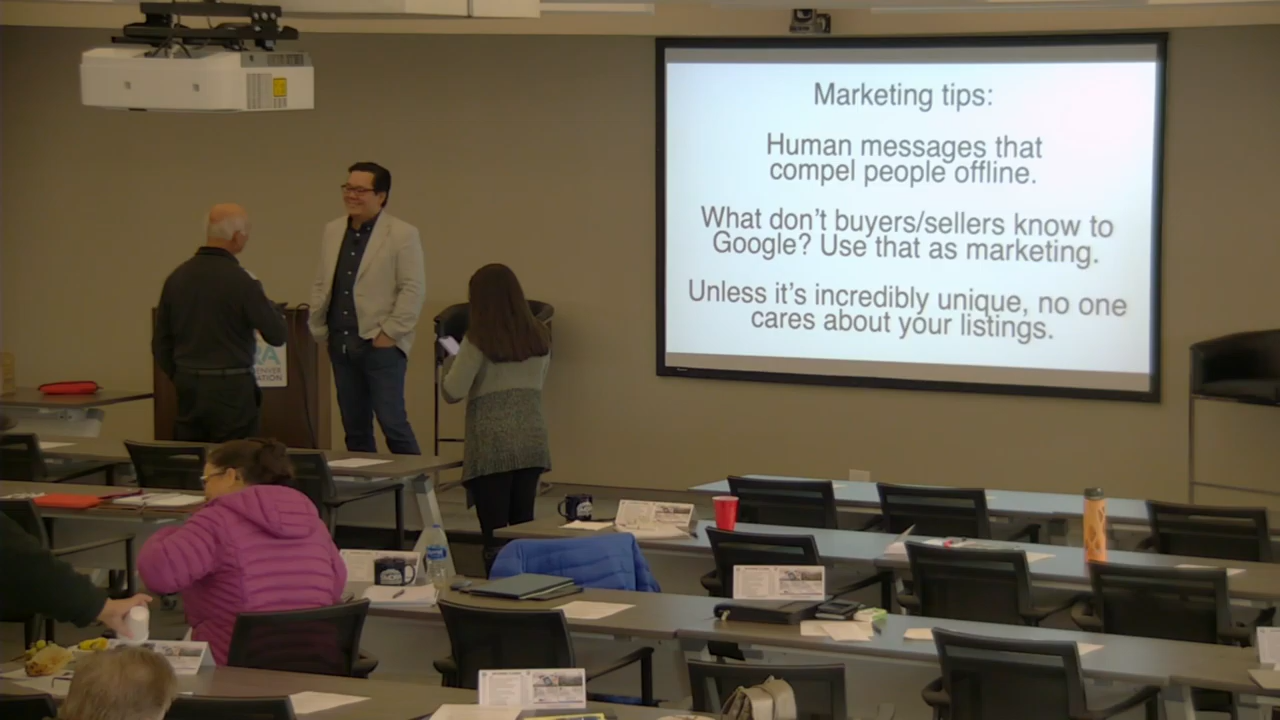 Marketing tips:
Human messages that
compel people offline.
What don't buyers/sellers know to
Google? Use that as marketing.
Unless it's incredibly unique, no one
cares about your listings.